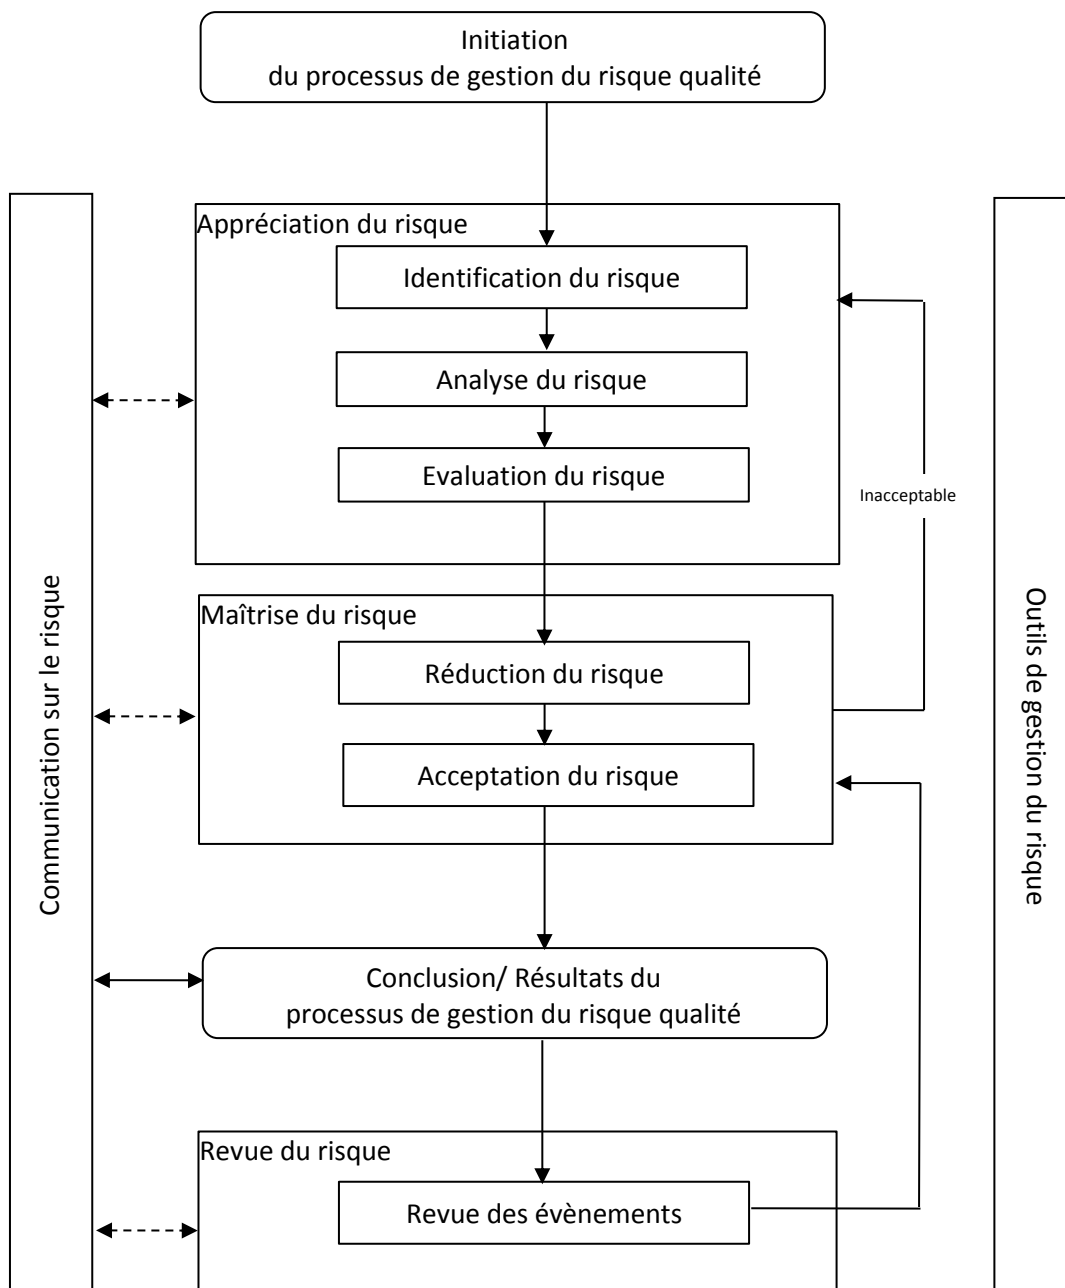 Initiation
du processus de gestion du risque qualité
Appréciation du risque
Identification du risque
Analyse du risque
Evaluation du risque
Inacceptable
Maîtrise du risque
Réduction du risque
Acceptation du risque
Communication sur le risque
Outils de gestion du risque
Conclusion/ Résultats du
processus de gestion du risque qualité
Revue du risque
Revue des évènements